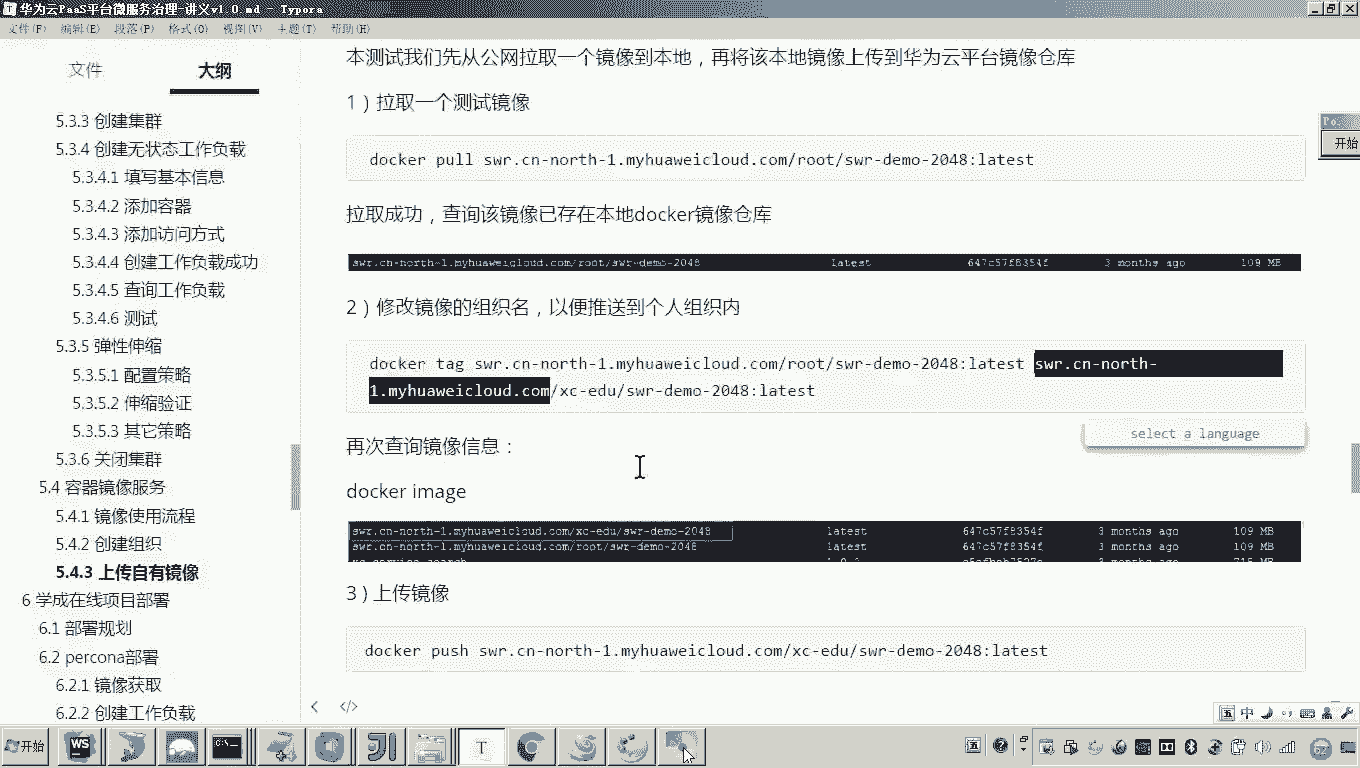 华为云PaaS平台微服务治理-讲义v1.0.md - Typora
文件(F) 编辑(E) 段落(P) 格式(O) 视图(V) 主题(T) 帮助(H)
文件 大纲
5.3.3 创建集群
5.3.4 创建无状态工作负载
5.3.4.1 填写基本信息
5.3.4.2 添加容器
5.3.4.3 添加访问方式
5.3.4.4 创建工作负载成功
5.3.4.5 查询工作负载
5.3.4.6 测试
5.3.5 弹性伸缩
5.3.5.1 配置策略
5.3.5.2 伸缩验证
5.3.5.3 其它策略
5.3.6 关闭集群
5.4 容器镜像服务
5.4.1 镜像使用流程
5.4.2 创建组织
5.4.3 上传自有镜像
6 学成在线项目部署
6.1 部署规划
6.2 percona部署
6.2.1 镜像获取
6.2.2 创建工作负载
本测试我们先从公网拉取一个镜像到本地，再将该本地镜像上传到华为云平台镜像仓库
1）拉取一个测试镜像
docker pull swr.cn-north-1.myhuaweicloud.com/root/swr-demo-2048:latest
拉取成功，查询该镜像已存在本地docker镜像仓库
swr.cn-north-1.myhuaweicloud.com/root/swr-demo-2048 latest 647c57f8354f 3 months ago 109 MB
2）修改镜像的组织名，以便推送到个人组织内
docker tag swr.cn-north-1.myhuaweicloud.com/root/swr-demo-2048:latest swr.cn-north-
1.myhuaweicloud.com/xc-edu/swr-demo-2048:latest
select a language
再次查询镜像信息：
docker image
swr.cn-north-1.myhuaweicloud.com/xc-edu/swr-demo-2048 latest 647c57f8354f 3 months ago 109 MB
swr.cn-north-1.myhuaweicloud.com/root/swr-demo-2048 latest 647c57f8354f 3 months ago 109 MB
3）上传镜像
docker push swr.cn-north-1.myhuaweicloud.com/xc-edu/swr-demo-2048:latest
Po.
开始
五 中
开始
WS
T
五